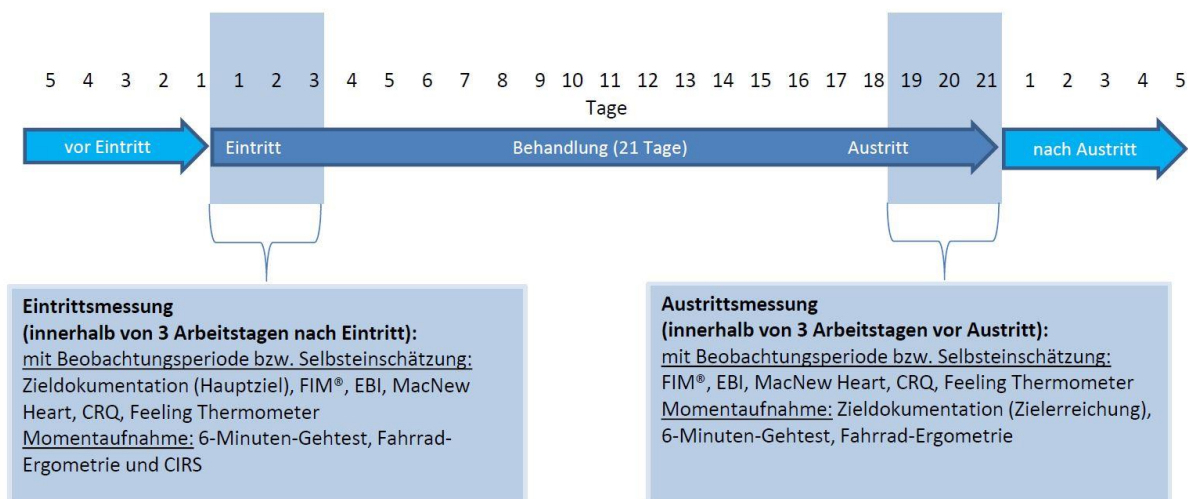 5 4 3 2 1 1 2 3 4 5 6 7 8 9 10 11 12 13 14 15 16 17 18 19 20 21 1 2 3 4 5
Tage
vor Eintritt Eintritt Behandlung (21 Tage) Austritt nach Austritt
Eintrittsmessung
(innerhalb von 3 Arbeitstagen nach Eintritt):
mit Beobachtungsperiode bzw. Selbsteinschätzung:
Zieldokumentation (Hauptziel), FIM®, EBI, MacNew
Heart, CRQ, Feeling Thermometer
Momentaufnahme: 6-Minuten-Gehtest, Fahrrad-
Ergometrie und CIRS
Austrittsmessung
(innerhalb von 3 Arbeitstagen vor Austritt):
mit Beobachtungsperiode bzw. Selbsteinschätzung:
FIM®, EBI, MacNew Heart, CRQ, Feeling Thermometer
Momentaufnahme: Zieldokumentation (Zielerreichung),
6-Minuten-Gehtest, Fahrrad-Ergometrie